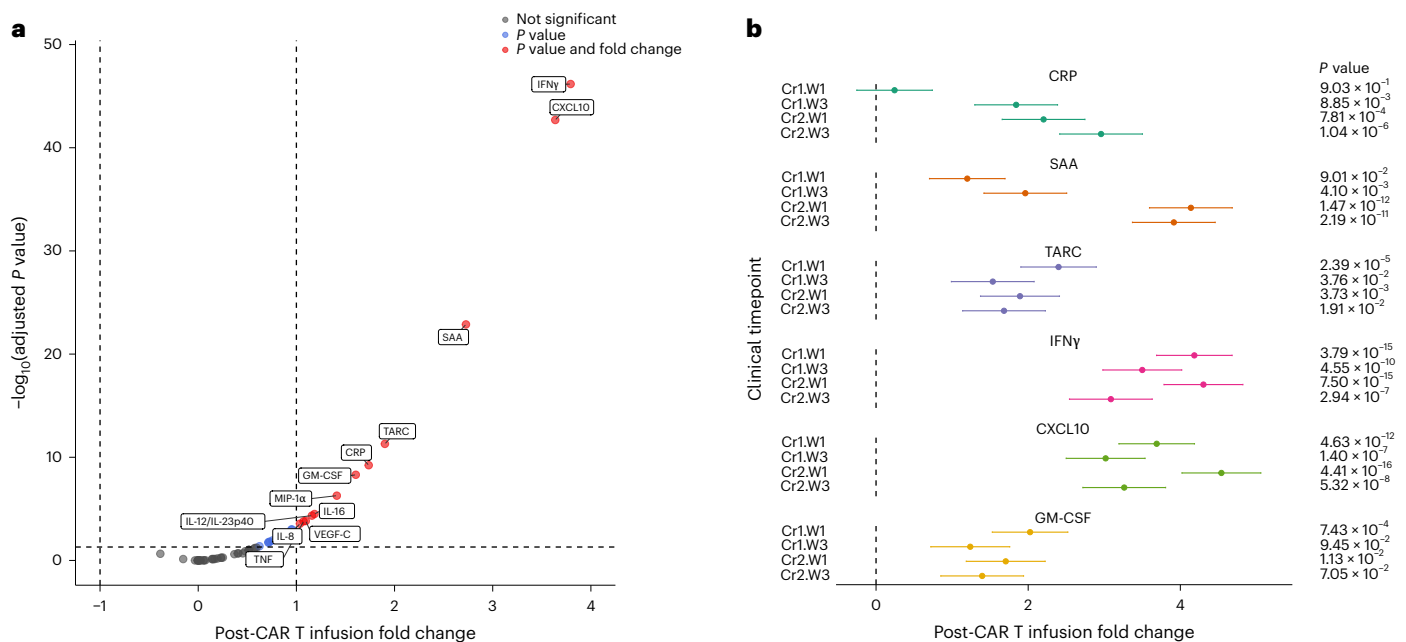 a
Not significant
P value
P value and fold change
50
40
30
20
10
0
−log10(adjusted P value)
IFNγ
CXCL10
SAA
TARC
CRP
GM-CSF
MIP-1α
IL-16
IL-12/IL-23p40
IL-8
VEGF-C
TNF
−1
0
1
2
3
4
Post-CAR T infusion fold change
b
P value
Clinical timepoint
CRP
Cr1.W1 9.03 × 10−1
Cr1.W3 8.85 × 10−3
Cr2.W1 7.81 × 10−4
Cr2.W3 1.04 × 10−6
SAA
Cr1.W1 9.01 × 10−2
Cr1.W3 4.10 × 10−3
Cr2.W1 1.47 × 10−12
Cr2.W3 2.19 × 10−11
TARC
Cr1.W1 2.39 × 10−5
Cr1.W3 3.76 × 10−2
Cr2.W1 3.73 × 10−3
Cr2.W3 1.91 × 10−2
IFNγ
Cr1.W1 3.79 × 10−15
Cr1.W3 4.55 × 10−10
Cr2.W1 7.50 × 10−15
Cr2.W3 2.94 × 10−7
CXCL10
Cr1.W1 4.63 × 10−12
Cr1.W3 1.40 × 10−7
Cr2.W1 4.41 × 10−16
Cr2.W3 5.32 × 10−8
GM-CSF
Cr1.W1 7.43 × 10−4
Cr1.W3 9.45 × 10−2
Cr2.W1 1.13 × 10−2
Cr2.W3 7.05 × 10−2
0
2
4
Post-CAR T infusion fold change